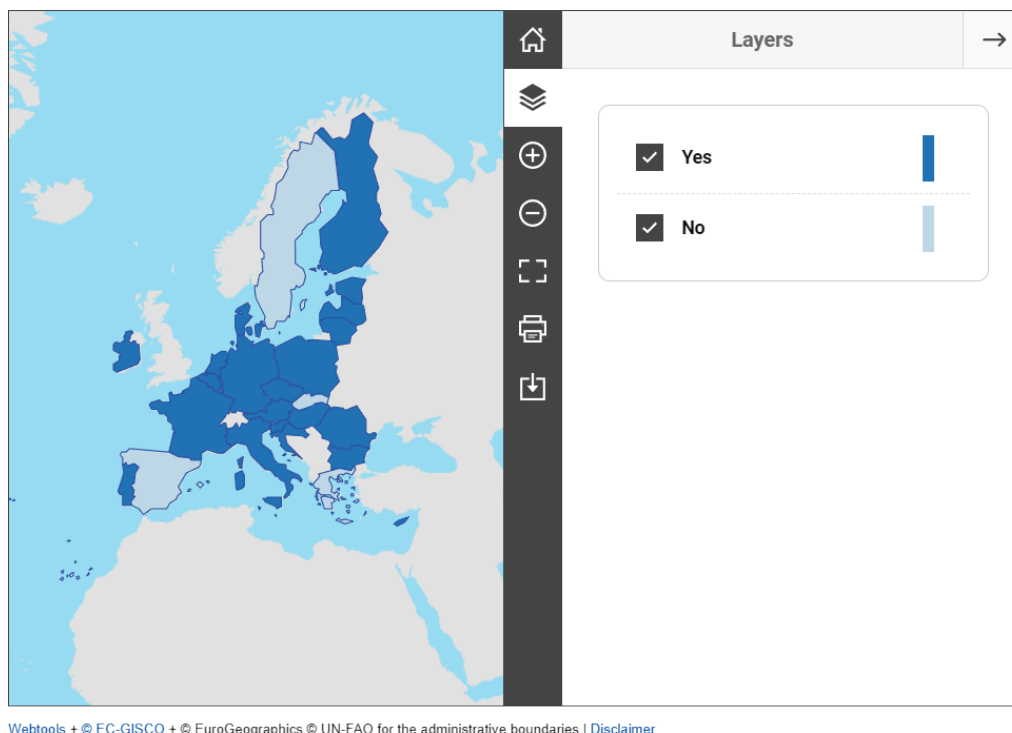 Layers
Yes
No
Webtools + © EC-GISCO + © EuroGeographics © UN-FAO for the administrative boundaries | Disclaimer